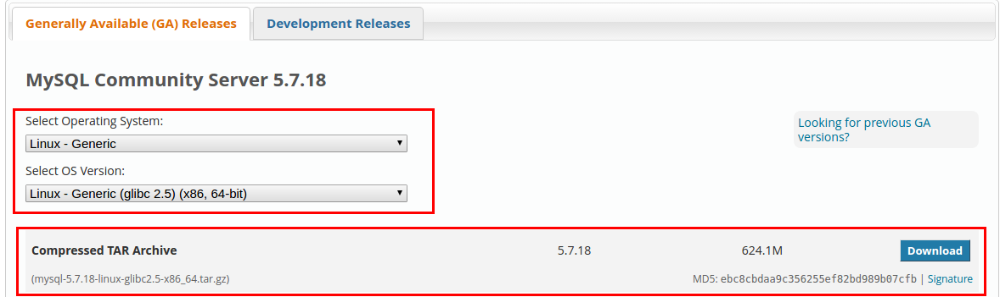 Generally Available (GA) Releases
Development Releases
MySQL Community Server 5.7.18
Select Operating System:
Looking for previous GA
versions?
Linux - Generic
Select OS Version:
Linux - Generic (glibc 2.5) (x86, 64-bit)
Compressed TAR Archive
5.7.18
624.1M
Download
(mysql-5.7.18-linux-glibc2.5-x86_64.tar.gz)
MD5: ebc8cbdaa9c356255ef82bd989b07cfb | Signature